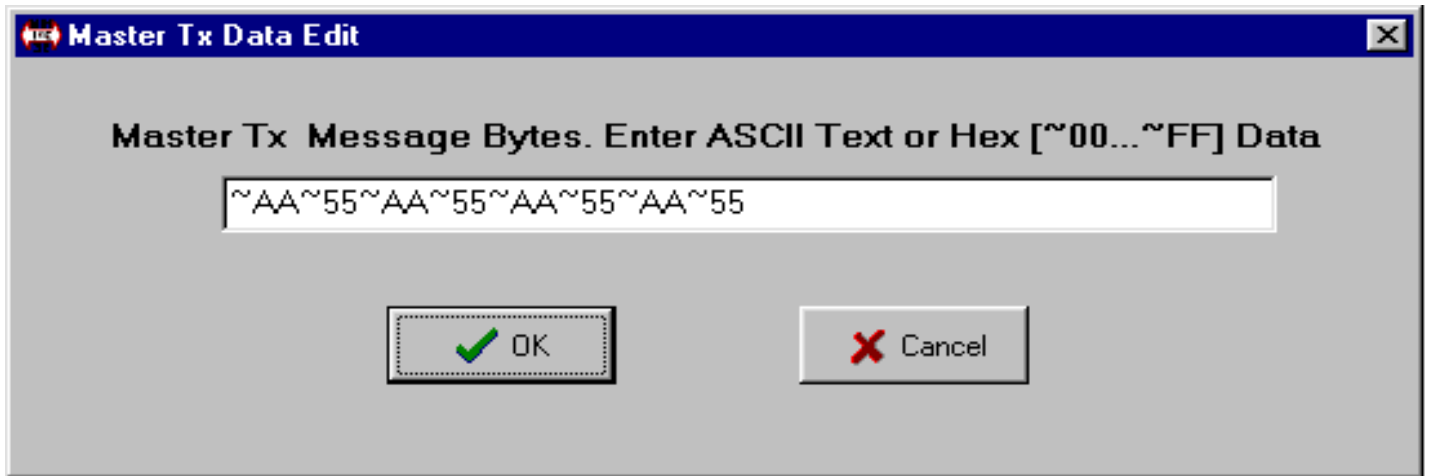 Master Tx Data Edit
Master Tx  Message Bytes. Enter ASCII Text or Hex [~00...~FF] Data
~AA~55~AA~55~AA~55~AA~55
OK
Cancel